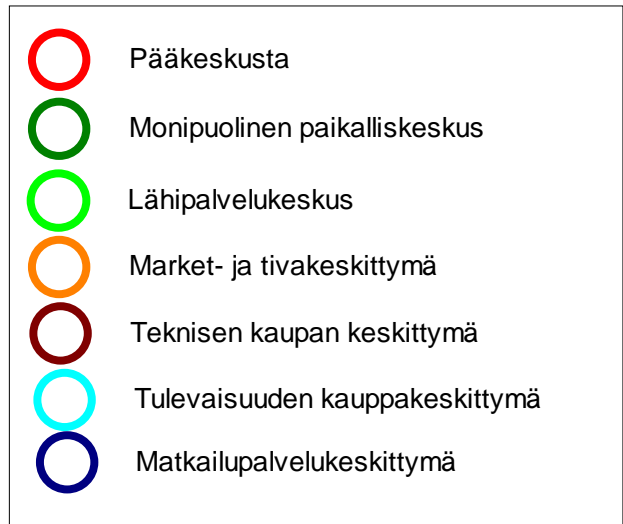 Pääkeskusta
Monipuolinen paikalliskeskus
Lähipalvelukeskus
Market- ja tivakeskittymä
Teknisen kaupan keskittymä
Tulevaisuuden kauppakeskittymä
Matkailupalvelukeskittymä